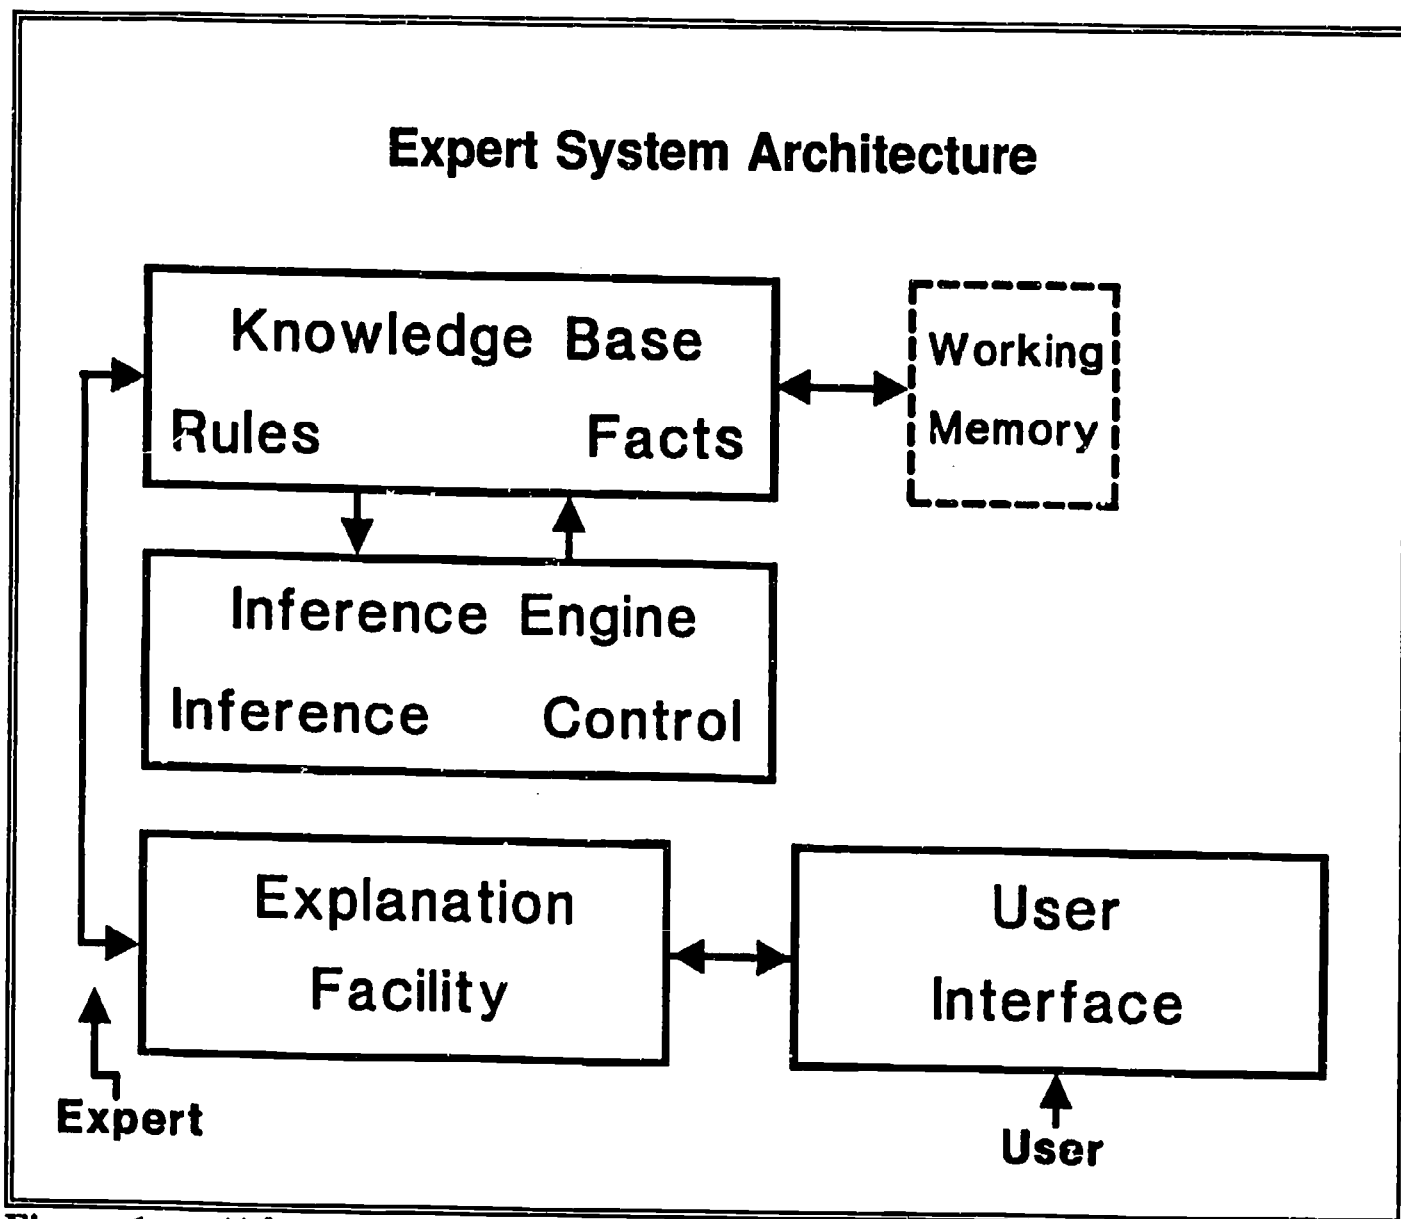 Expert System Architecture
Knowledge Base
Rules Facts
Working
Memory
Inference Engine
Inference Control
Explanation
Facility
User
Interface
Expert
User